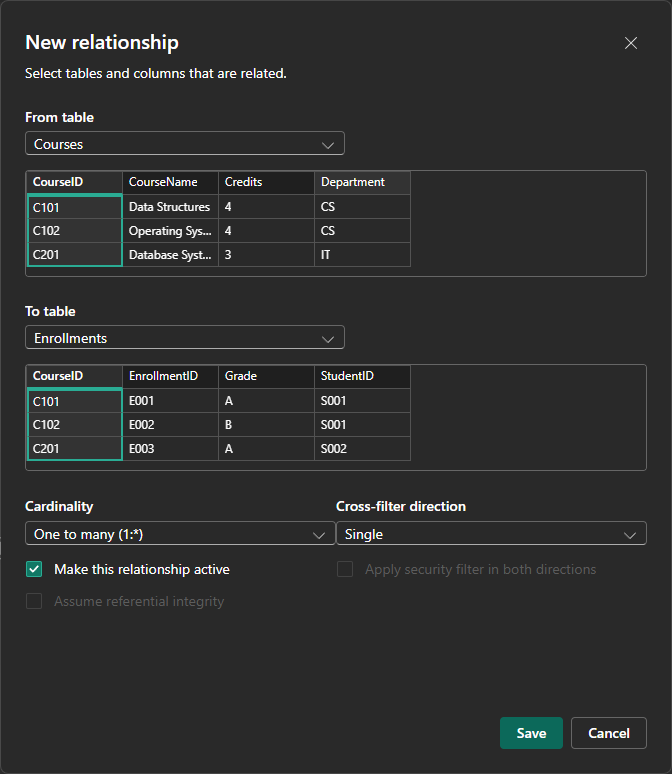 New relationship
Select tables and columns that are related.
From table
Courses
CourseID CourseName Credits Department
C101 Data Structures 4 CS
C102 Operating Sys... 4 CS
C201 Database Syst... 3 IT
To table
Enrollments
CourseID EnrollmentID Grade StudentID
C101 E001 A S001
C102 E002 B S001
C201 E003 A S002
Cardinality Cross-filter direction
One to many (1:*) Single
Make this relationship active Apply security filter in both directions
Assume referential integrity
Save Cancel